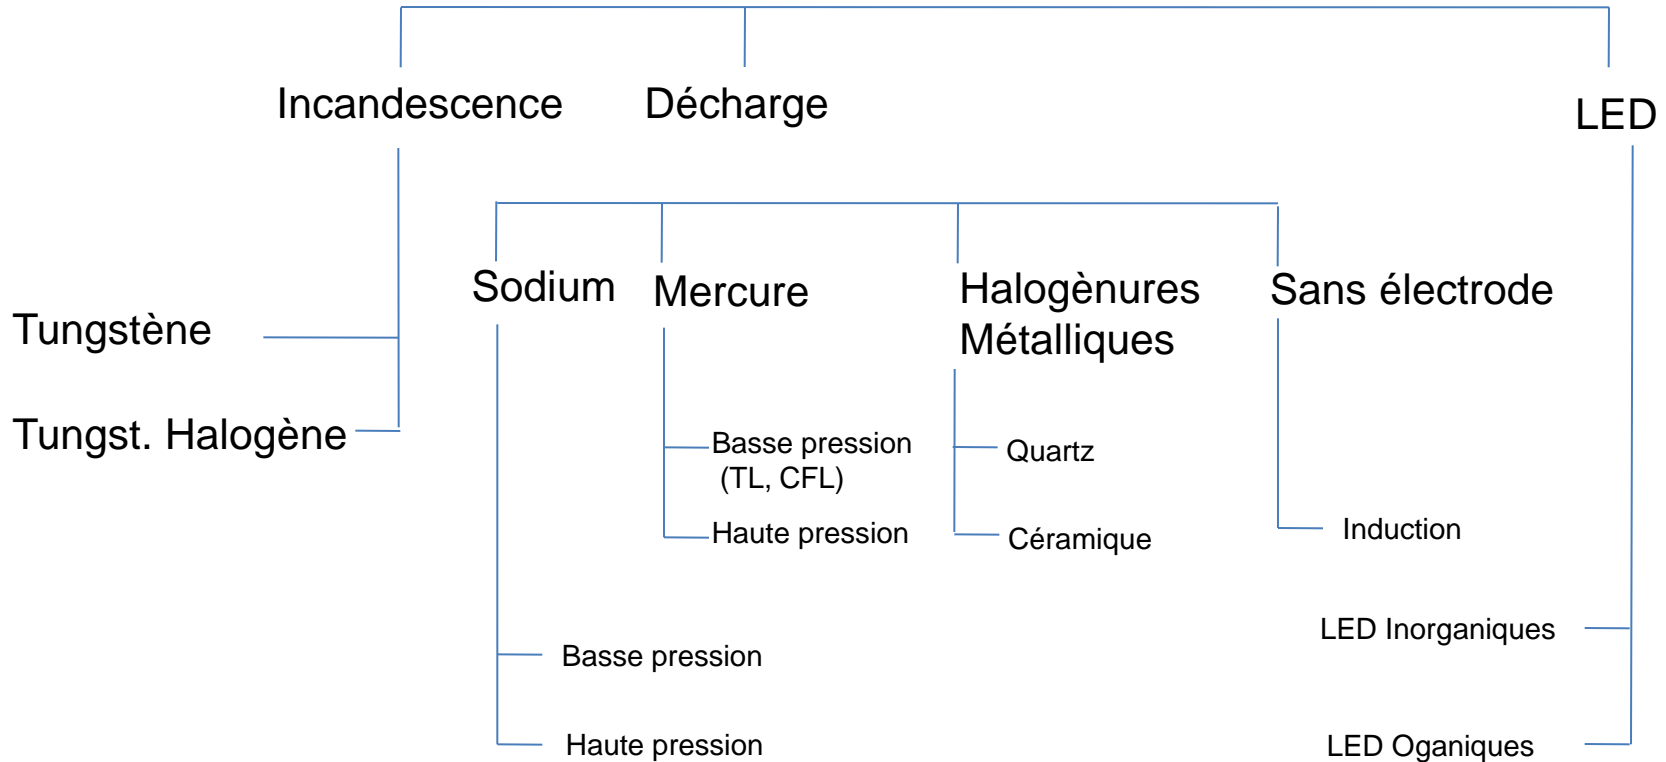 Incandescence
Décharge
LED
Sodium
Mercure
Halogènures
Métalliques
Sans électrode
Tungstène
Tungst. Halogène
Basse pression
(TL, CFL)
Haute pression
Quartz
Céramique
Induction
Basse pression
Haute pression
LED Inorganiques
LED Oganiques